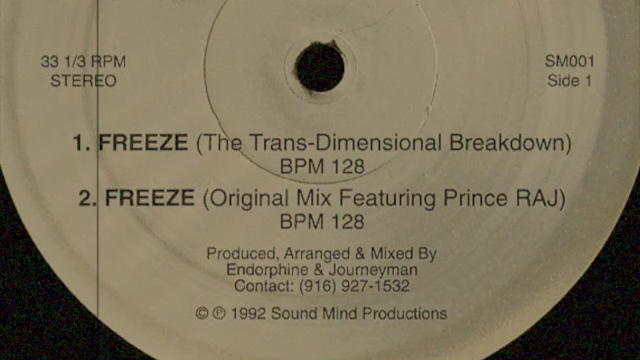 33 1/3 RPM
STEREO
SM001
Side 1
1. FREEZE (The Trans-Dimensional Breakdown)
BPM 128
2. FREEZE (Original Mix Featuring Prince RAJ)
BPM 128
Produced, Arranged & Mixed By
Endorphine & Journeyman
Contact: (916) 927-1532
© ℗ 1992 Sound Mind Productions